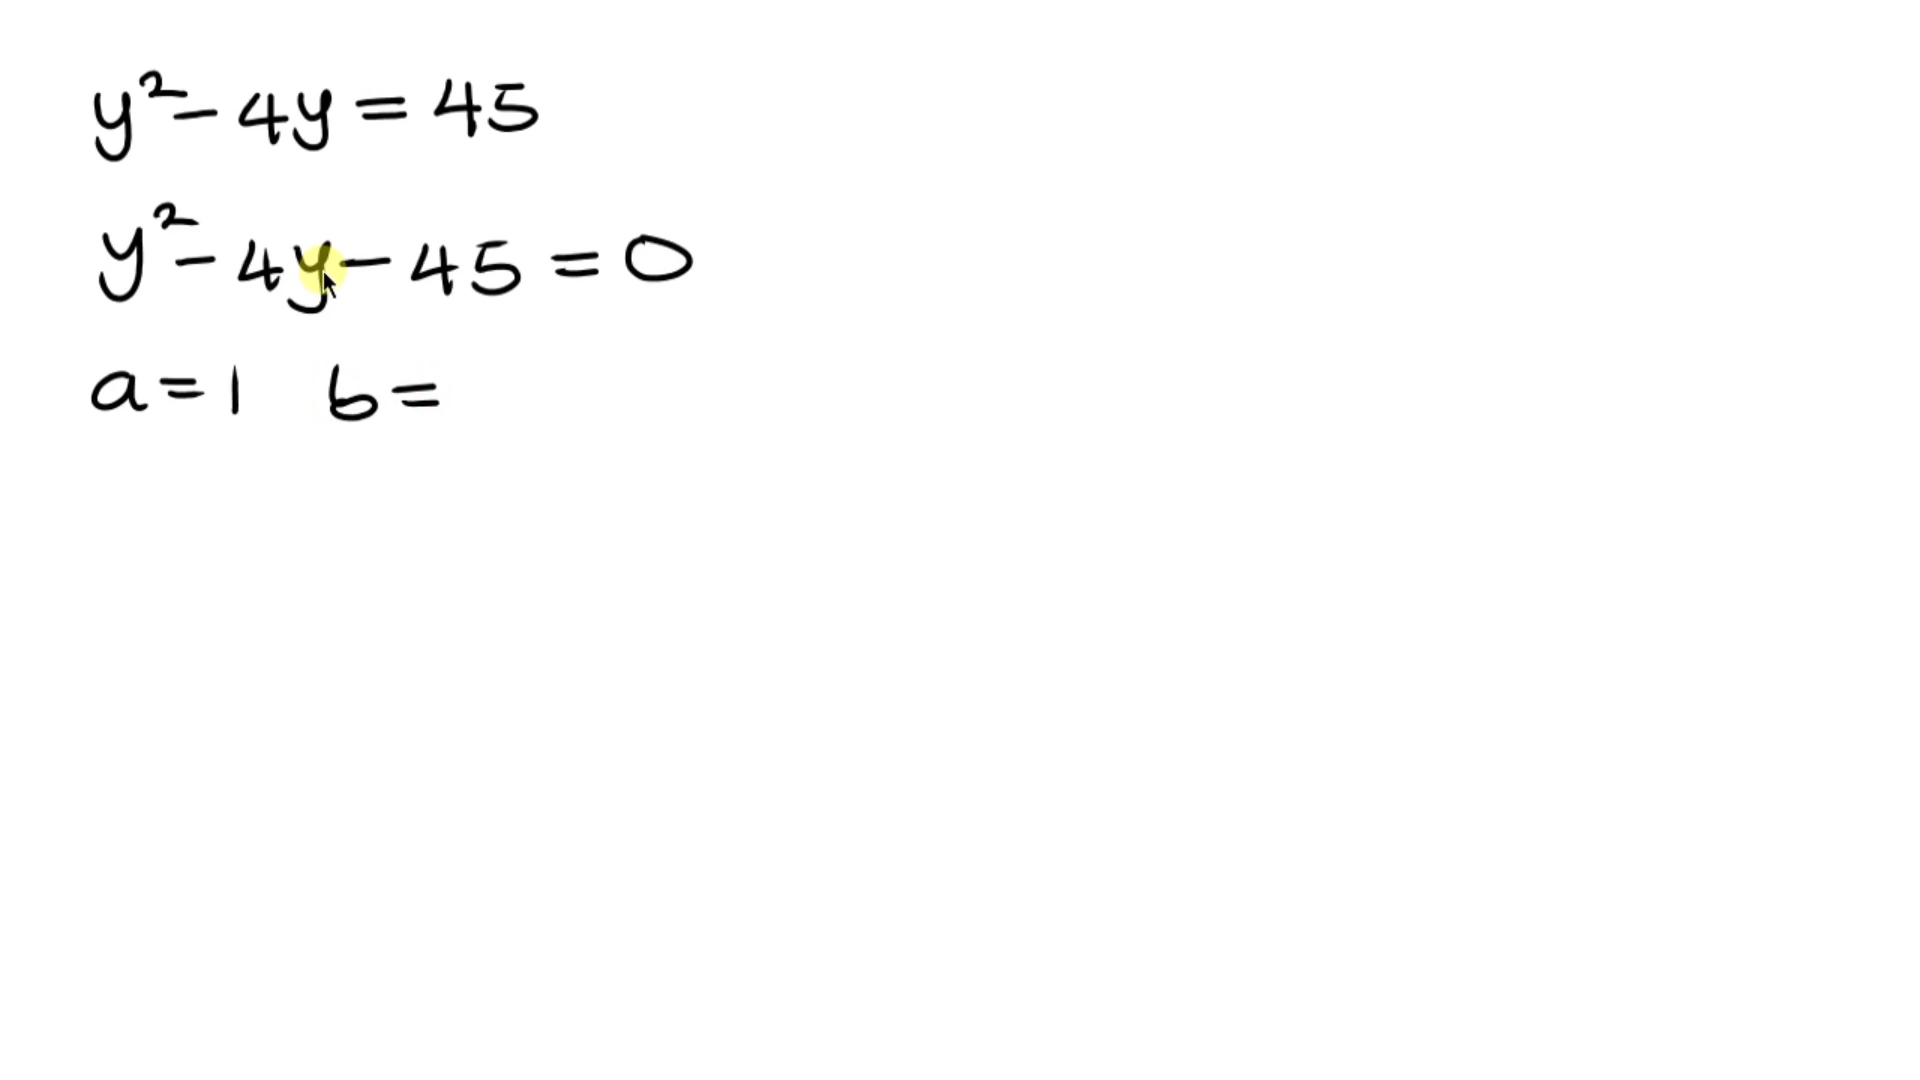 y² - 4y = 45
y² - 4y - 45 = 0
a = 1 b =